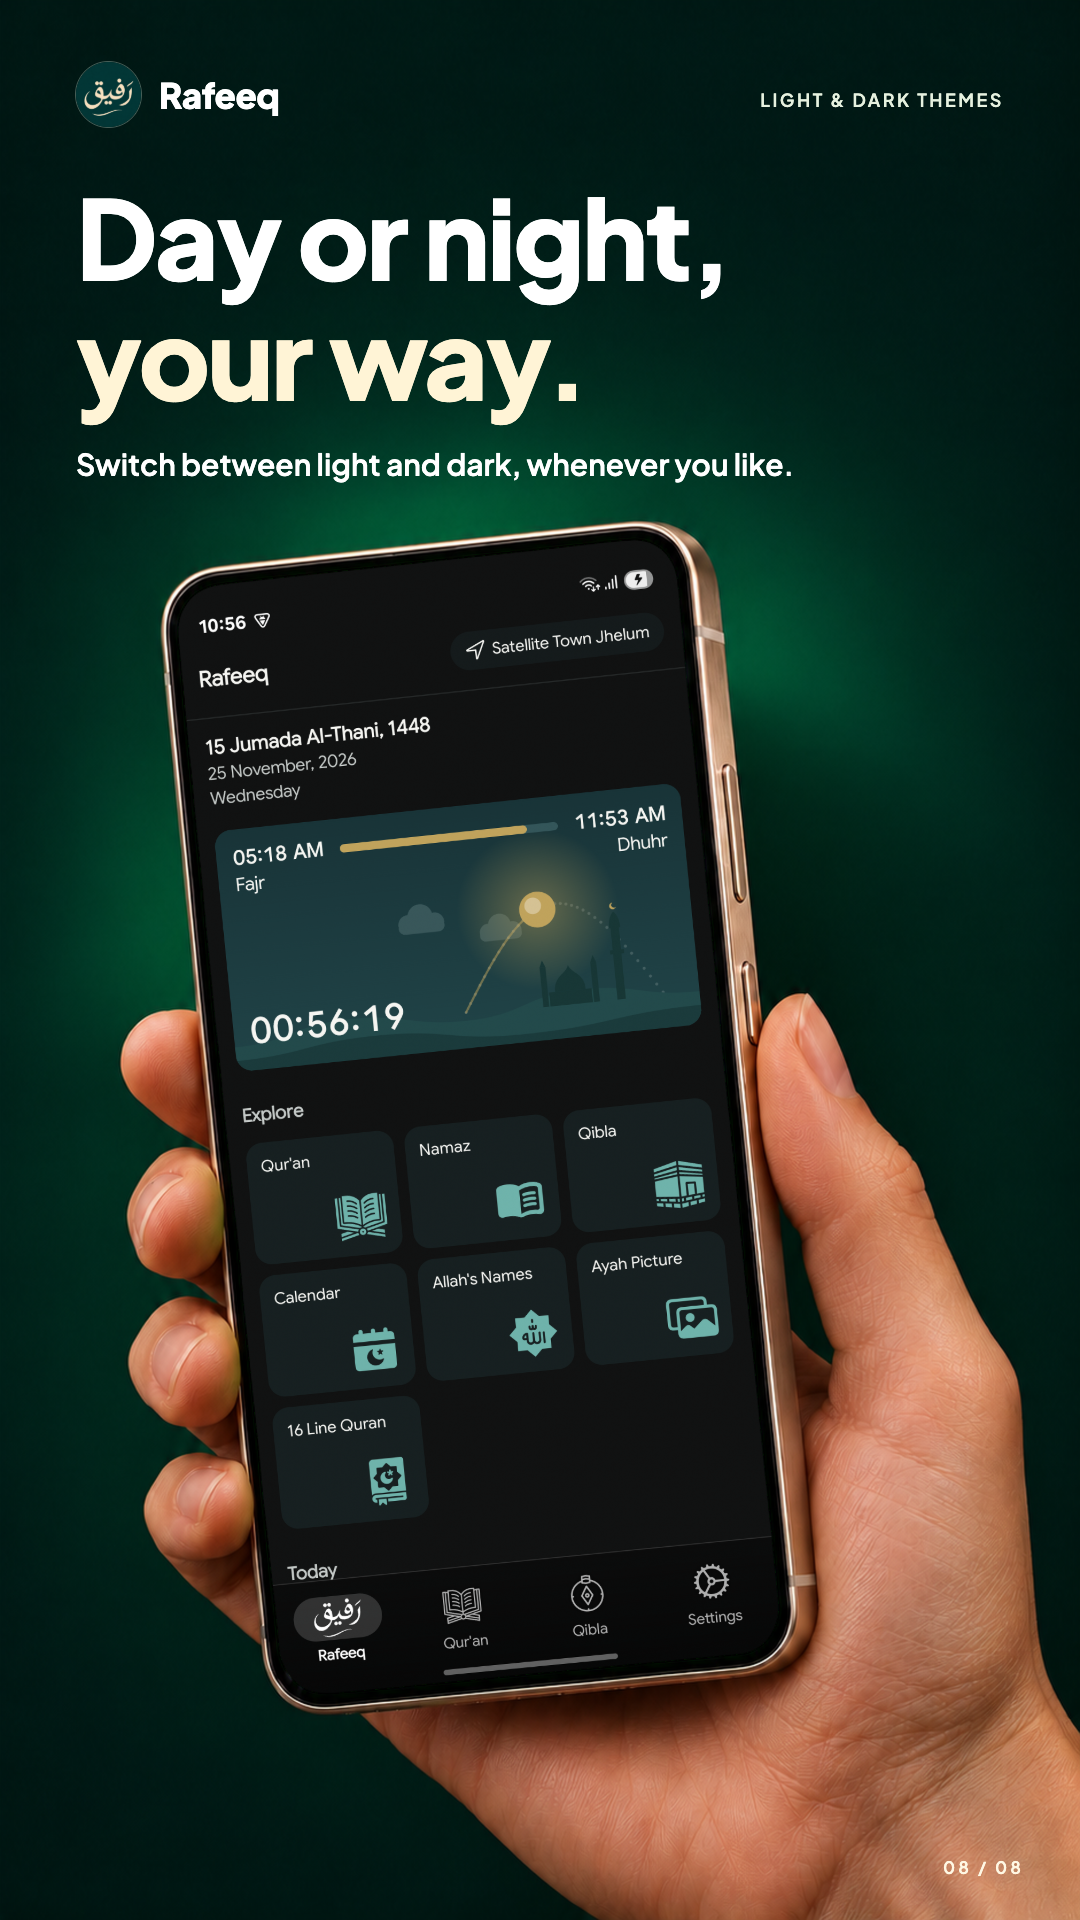 رَفيق
Rafeeq
LIGHT & DARK THEMES
Day or night,
your way.
Switch between light and dark, whenever you like.
10:56
Rafeeq
Satellite Town Jhelum
15 Jumada Al-Thani, 1448
25 November, 2026
Wednesday
05:18 AM
11:53 AM
Fajr
Dhuhr
00:56:19
Explore
Qur'an
Namaz
Qibla
Calendar
Allah's Names
Ayah Picture
الله
16 Line Quran
Today
رَفيق
Rafeeq
Qur'an
Qibla
Settings
08 / 08